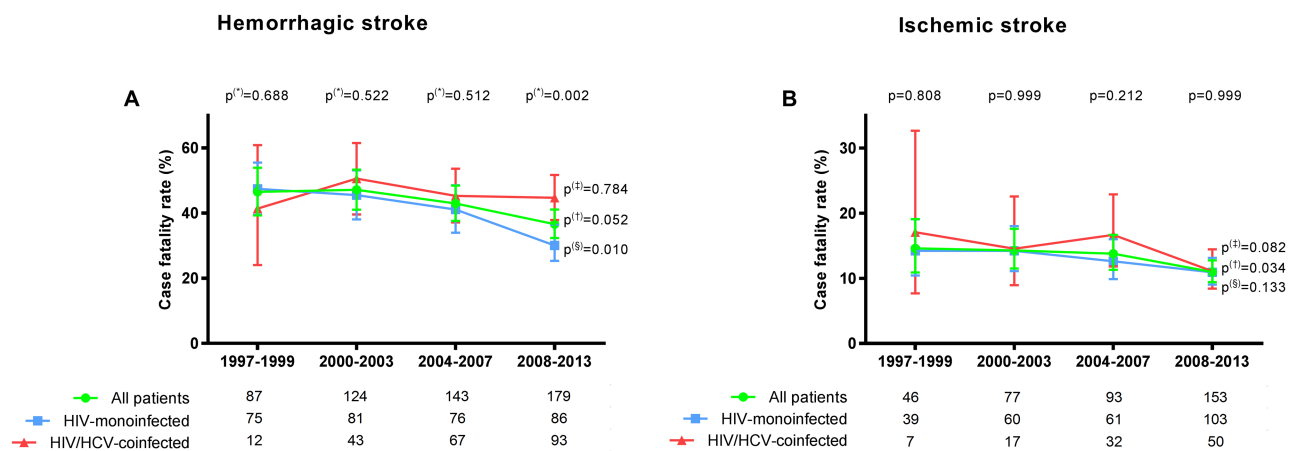 Hemorrhagic stroke
A
p(*)=0.688 p(*)=0.522 p(*)=0.512 p(*)=0.002
Case fatality rate (%)
60
40
20
0
p(‡)=0.784
p(†)=0.052
p(§)=0.010
1997-1999 2000-2003 2004-2007 2008-2013
All patients 87 124 143 179
HIV-monoinfected 75 81 76 86
HIV/HCV-coinfected 12 43 67 93
Ischemic stroke
B
p=0.808 p=0.999 p=0.212 p=0.999
Case fatality rate (%)
30
20
10
0
p(‡)=0.082
p(†)=0.034
p(§)=0.133
1997-1999 2000-2003 2004-2007 2008-2013
All patients 46 77 93 153
HIV-monoinfected 39 60 61 103
HIV/HCV-coinfected 7 17 32 50